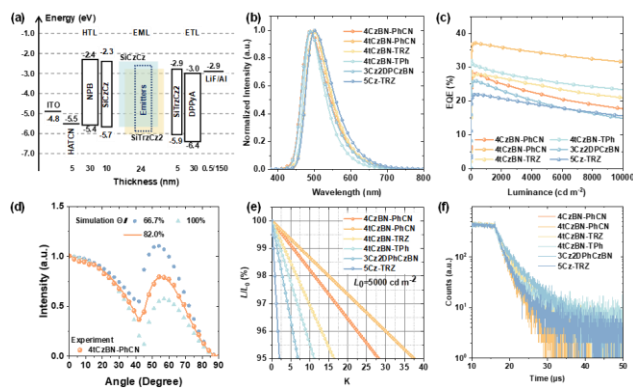 (a) Energy (eV)
HTL EML ETL
-1.0
-2.0
-3.0
-4.0
-5.0
-6.0
-7.0
ITO
-4.8
-5.5
HATCN
-2.4
NPB
-5.4
-2.3
SiCzCz
-5.7
SiCzCz
Emitters
SiTrzCz2
-2.9
SiTrzCz2
-5.9
-3.0
DPPyA
-6.4
-2.9
LiF/Al
5 30 10 24 5 30 0.5/150
Thickness (nm)
(b)
Normalized Intensity (a.u.)
1.0
0.8
0.6
0.4
0.2
0.0
4CzBN-PhCN
4tCzBN-PhCN
4tCzBN-TRZ
4tCzBN-TPh
3Cz2DPCzBN
5Cz-TRZ
400 500 600 700 800
Wavelength (nm)
(c)
EQE (%)
40
30
20
10
0
4CzBN-PhCN 4tCzBN-TPh
4tCzBN-PhCN 3Cz2DPCzBN
4tCzBN-TRZ 5Cz-TRZ
0 2000 4000 6000 8000 10000
Luminance (cd m-2)
(d)
Intensity (a.u.)
1.5
1.0
0.5
0.0
Simulation Θ∥ 66.7% 100%
82.0%
Experiment
4tCzBN-PhCN
0 10 20 30 40 50 60 70 80 90
Angle (Degree)
(e)
L/L0 (%)
100
99
98
97
96
95
4CzBN-PhCN
4tCzBN-PhCN
4tCzBN-TRZ
4tCzBN-TPh
3Cz2DPhCzBN
5Cz-TRZ
L0=5000 cd m-2
0 5 10 15 20 25 30 35 40
K
(f)
Counts (a.u.)
10³
10²
10¹
10⁰
4CzBN-PhCN
4tCzBN-PhCN
4tCzBN-TRZ
4tCzBN-TPh
3Cz2DPhCzBN
5Cz-TRZ
10 20 30 40 50
Time (μs)